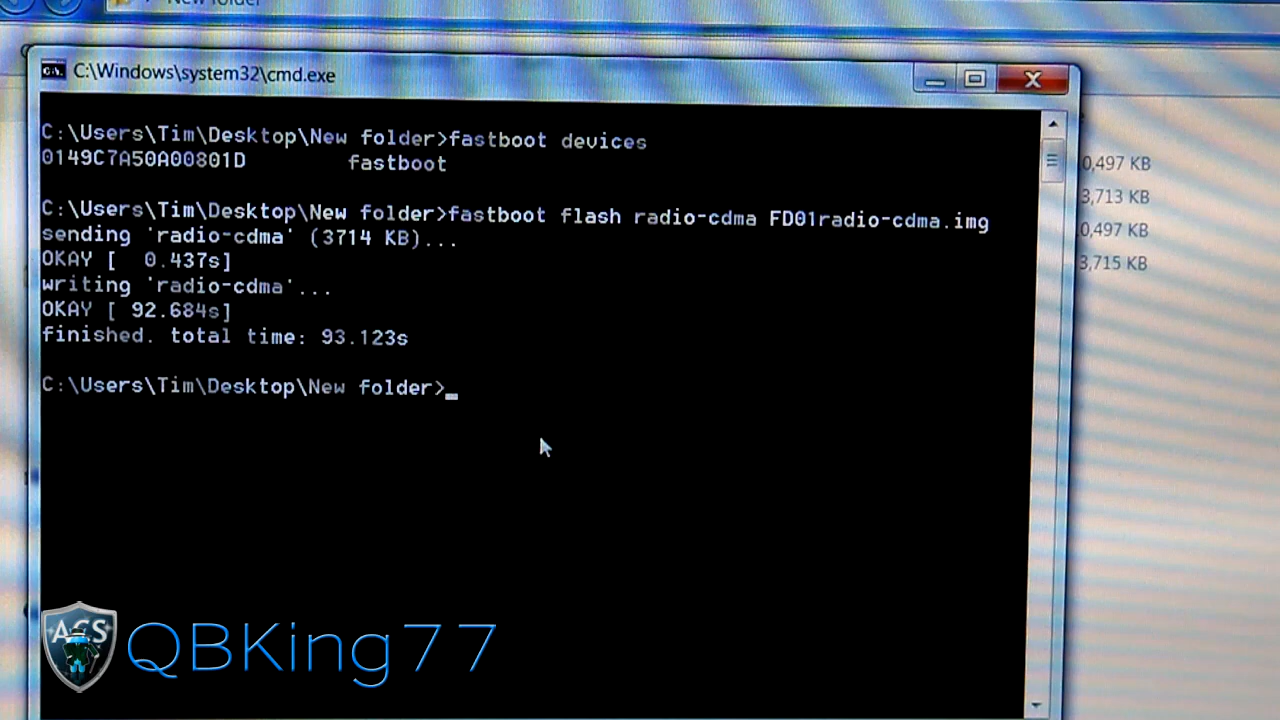 New folder
C:\Windows\system32\cmd.exe
C:\Users\Tim\Desktop\New folder>fastboot devices
0149C7A50A00801D fastboot
C:\Users\Tim\Desktop\New folder>fastboot flash radio-cdma FD01radio-cdma.img
sending 'radio-cdma' (3714 KB)...
OKAY [ 0.437s]
writing 'radio-cdma'...
OKAY [ 92.684s]
finished. total time: 93.123s
C:\Users\Tim\Desktop\New folder>_
0,497 KB
3,713 KB
0,497 KB
3,715 KB
ACS
QBKing77